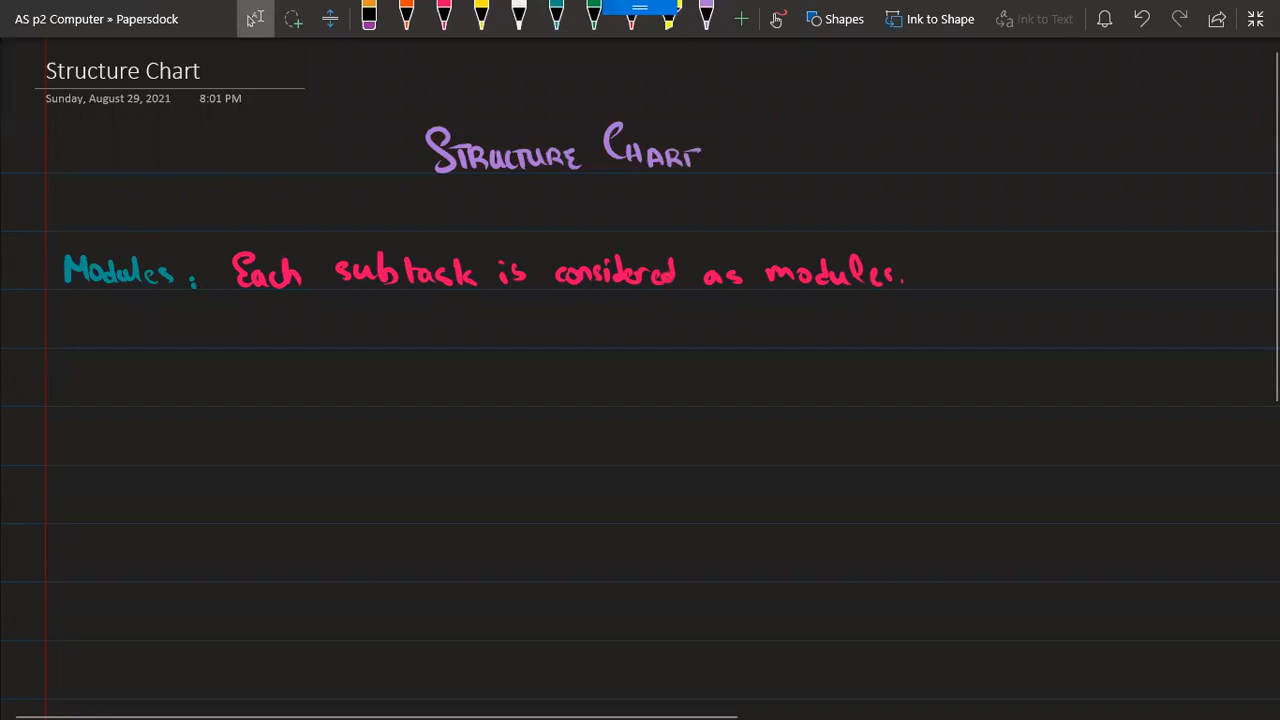 AS p2 Computer » Papersdock
Shapes
Ink to Shape
Ink to Text
Structure Chart
Sunday, August 29, 2021 8:01 PM
STRUCTURE CHART
Modules: Each subtask is considered as modules.